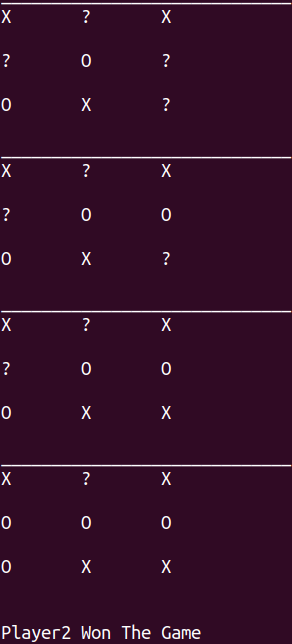 X ? X
? O ?
O X ?
X ? X
? O O
O X ?
X ? X
? O O
O X X
X ? X
O O O
O X X
Player2 Won The Game